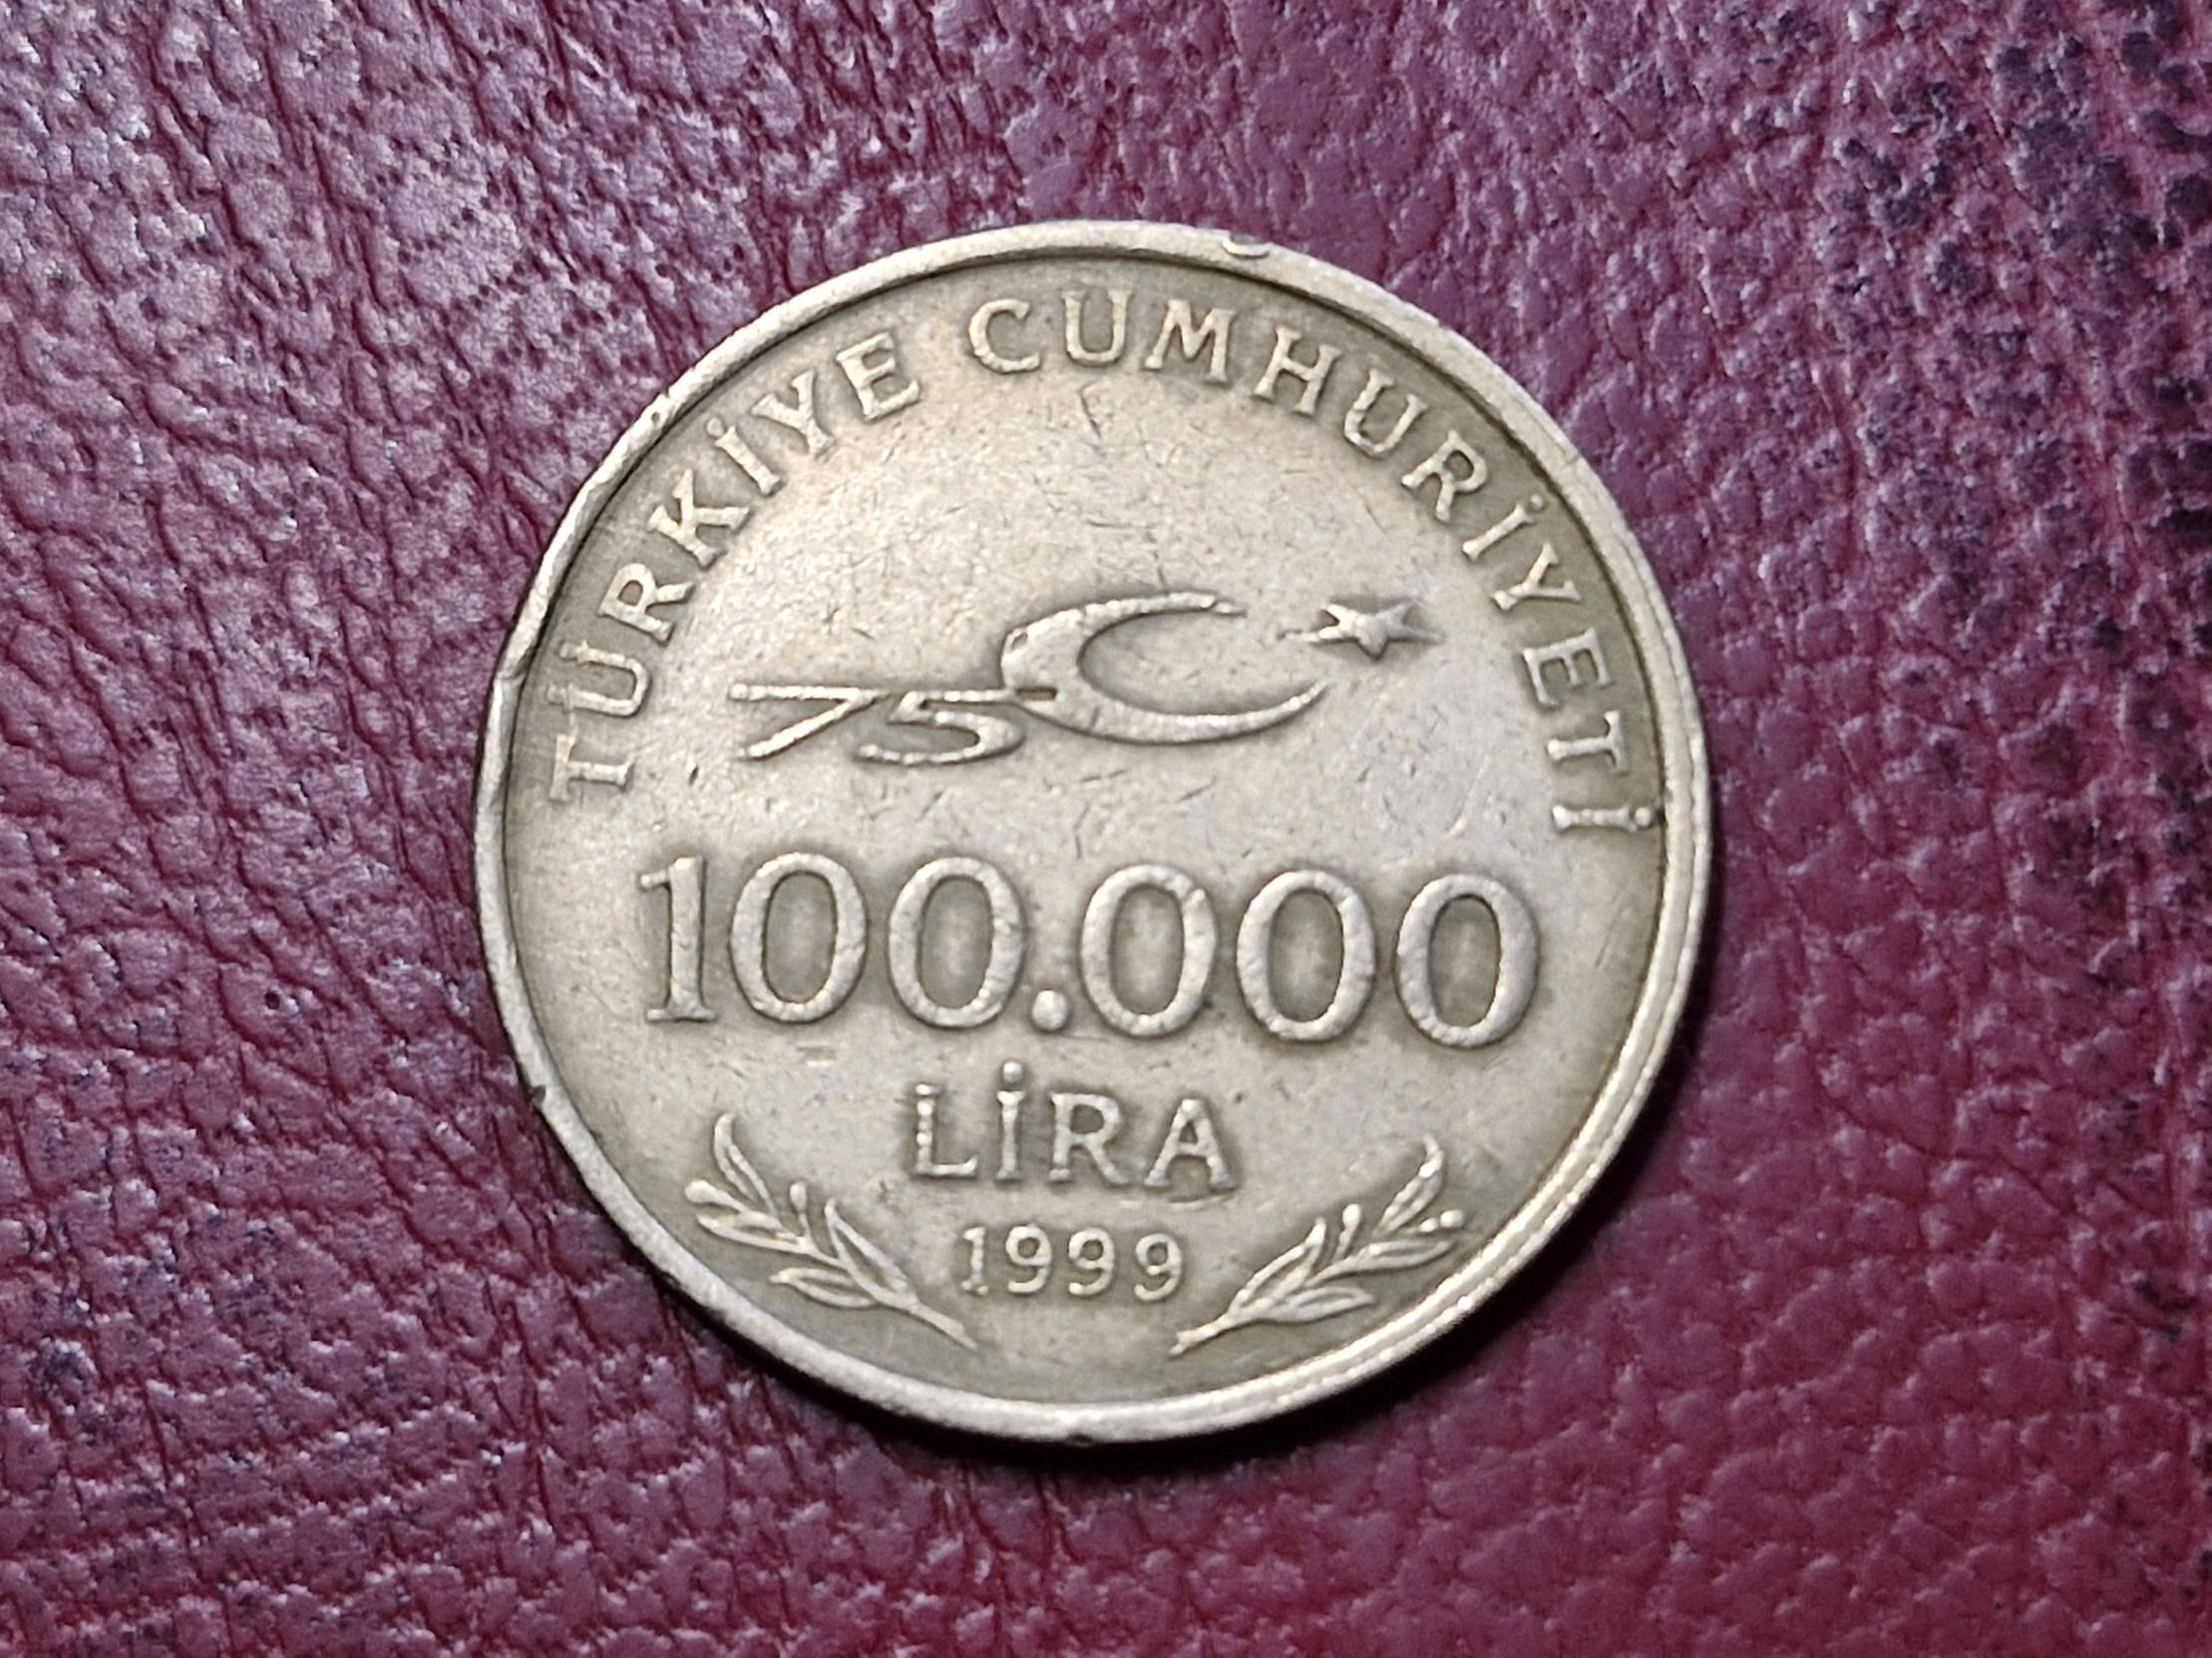 TÜRKİYE CUMHURİYETİ
75
100.000
LİRA
1999